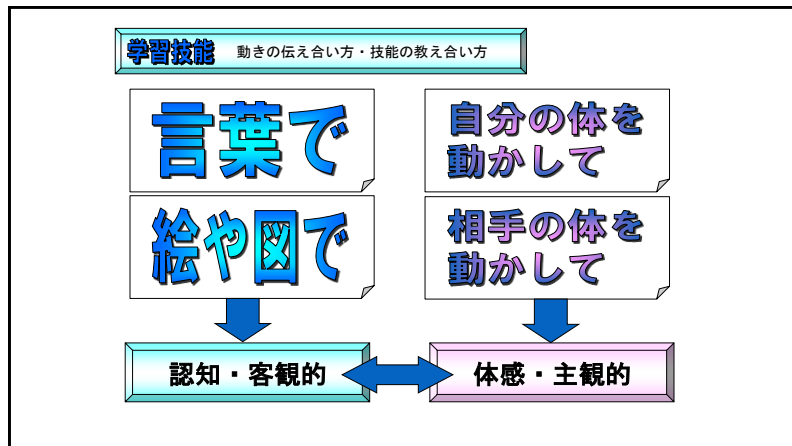 学習技能 動きの伝え合い方・技能の教え合い方
言葉で
絵や図で
自分の体を
動かして
相手の体を
動かして
認知・客観的
体感・主観的